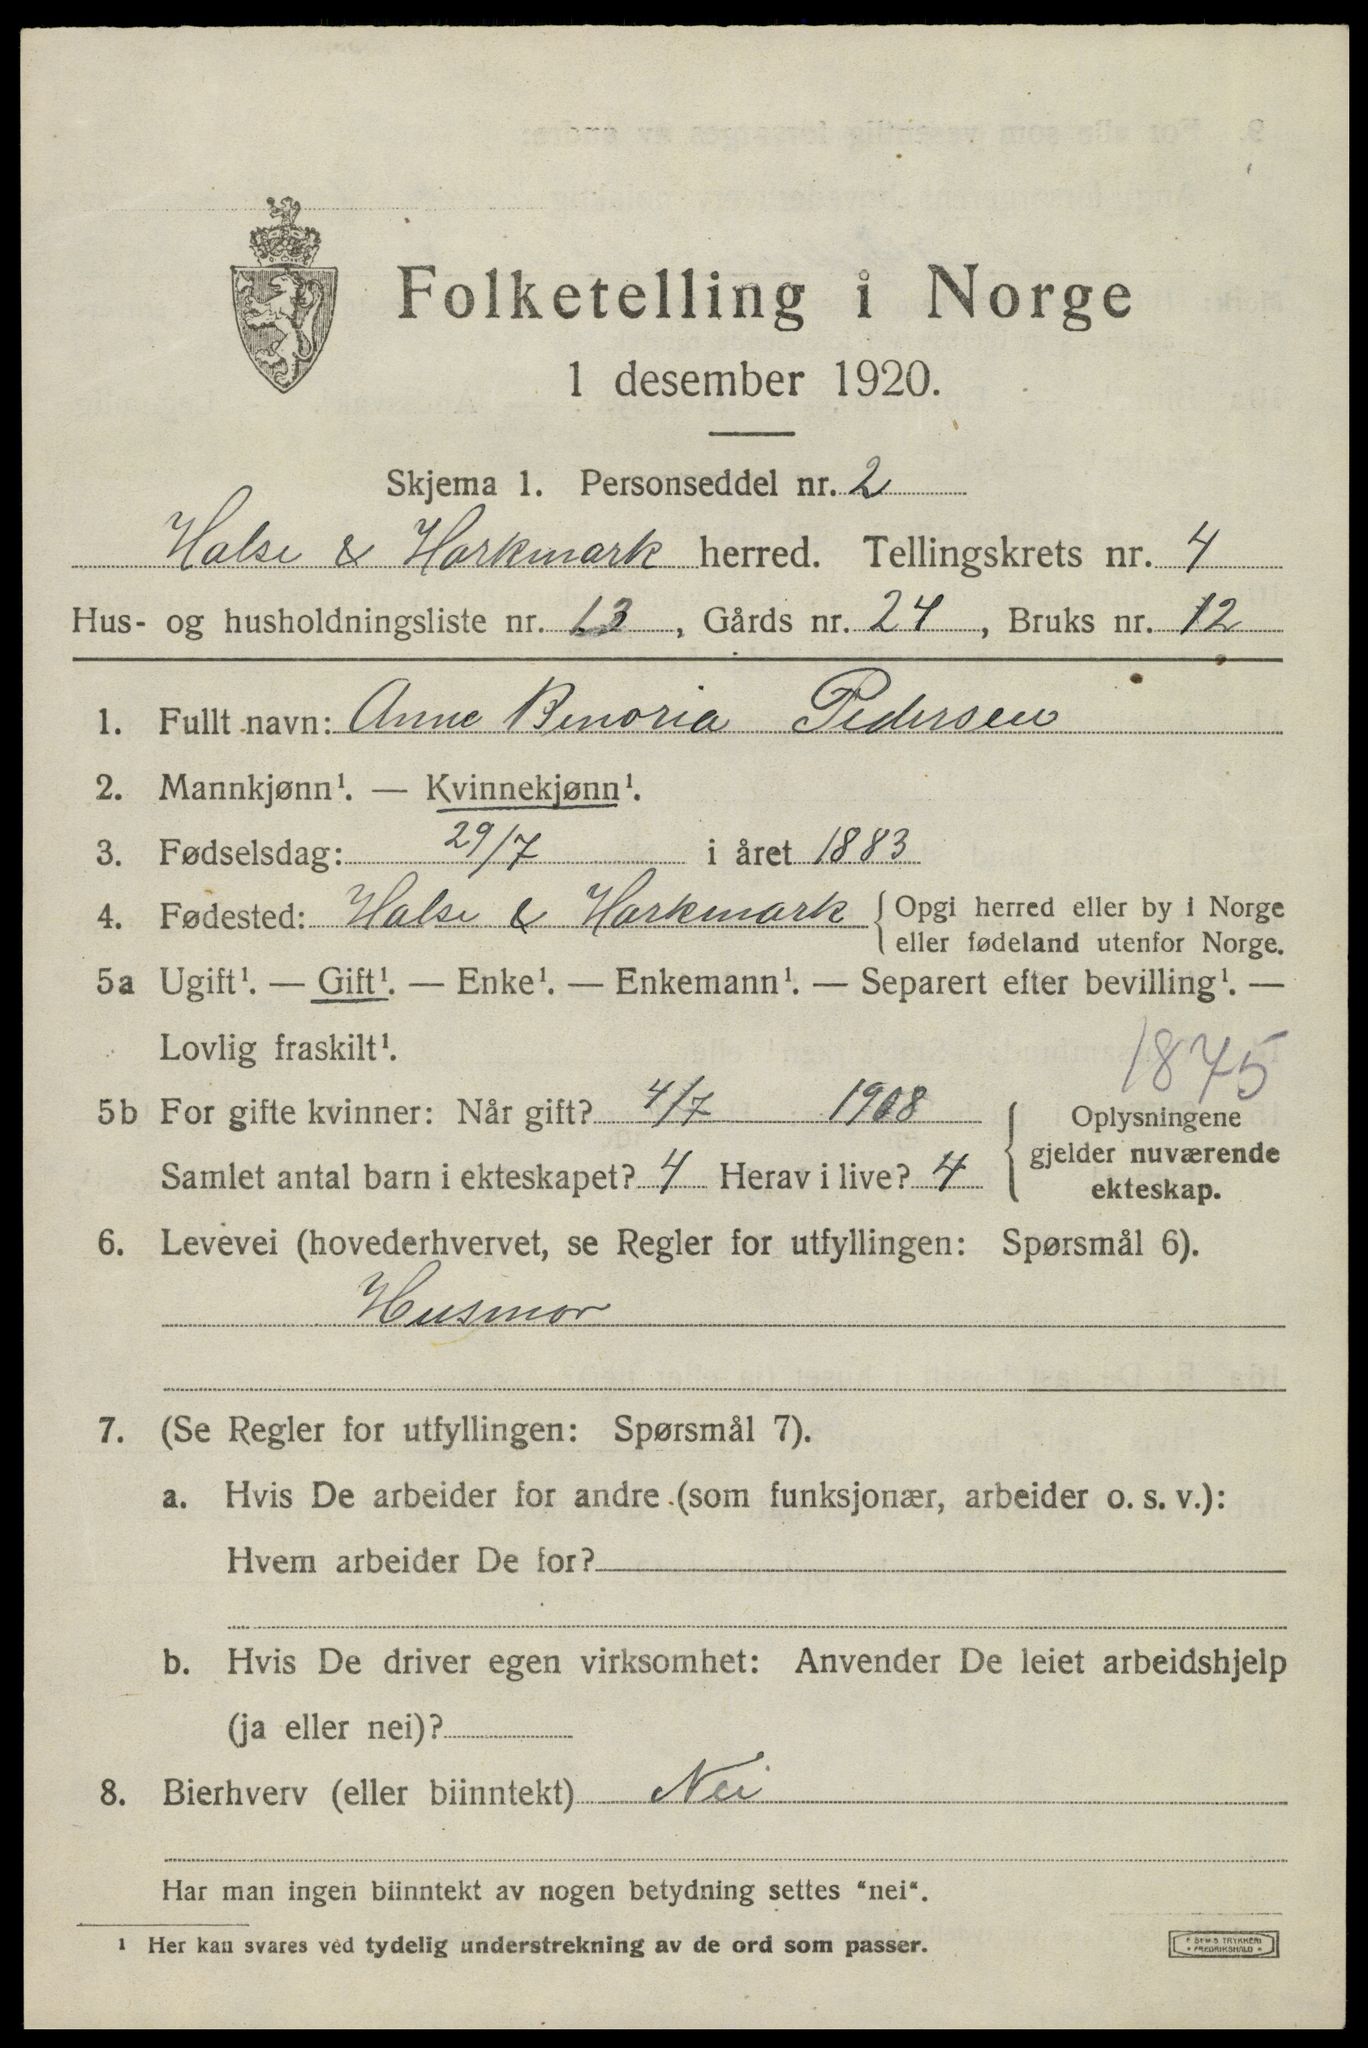 Folketelling i Norge
1 desember 1920.
Skjema 1. Personseddel nr. 2
Halse & Harkmark herred. Tellingskrets nr. 4
Hus- og husholdningsliste nr. 13, Gårds nr. 24, Bruks nr. 12
1. Fullt navn: Anne Benoria Pedersen
2. Mannkjønn¹. — Kvinnekjønn¹.
3. Fødselsdag: 29/7 i året 1883
4. Fødested: Halse & Harkmark { Opgi herred eller by i Norge
eller fødeland utenfor Norge.
5a Ugift¹. — Gift¹. — Enke¹. — Enkemann¹. — Separert efter bevilling¹. —
Lovlig fraskilt¹.
1875
5b For gifte kvinner: Når gift? 4/7 1908
Samlet antal barn i ekteskapet? 4 Herav i live? 4
Oplysningene
gjelder nuværende
ekteskap.
6. Levevei (hovederhvervet, se Regler for utfyllingen: Spørsmål 6).
Husmor
7. (Se Regler for utfyllingen: Spørsmål 7).
a. Hvis De arbeider for andre (som funksjonær, arbeider o. s. v.):
Hvem arbeider De for?
b. Hvis De driver egen virksomhet: Anvender De leiet arbeidshjelp
(ja eller nei)?
8. Bierhverv (eller biinntekt) Nei
Har man ingen biinntekt av nogen betydning settes "nei".
¹ Her kan svares ved tydelig understrekning av de ord som passer.
TRYKKERI
FREDRIKSHALD